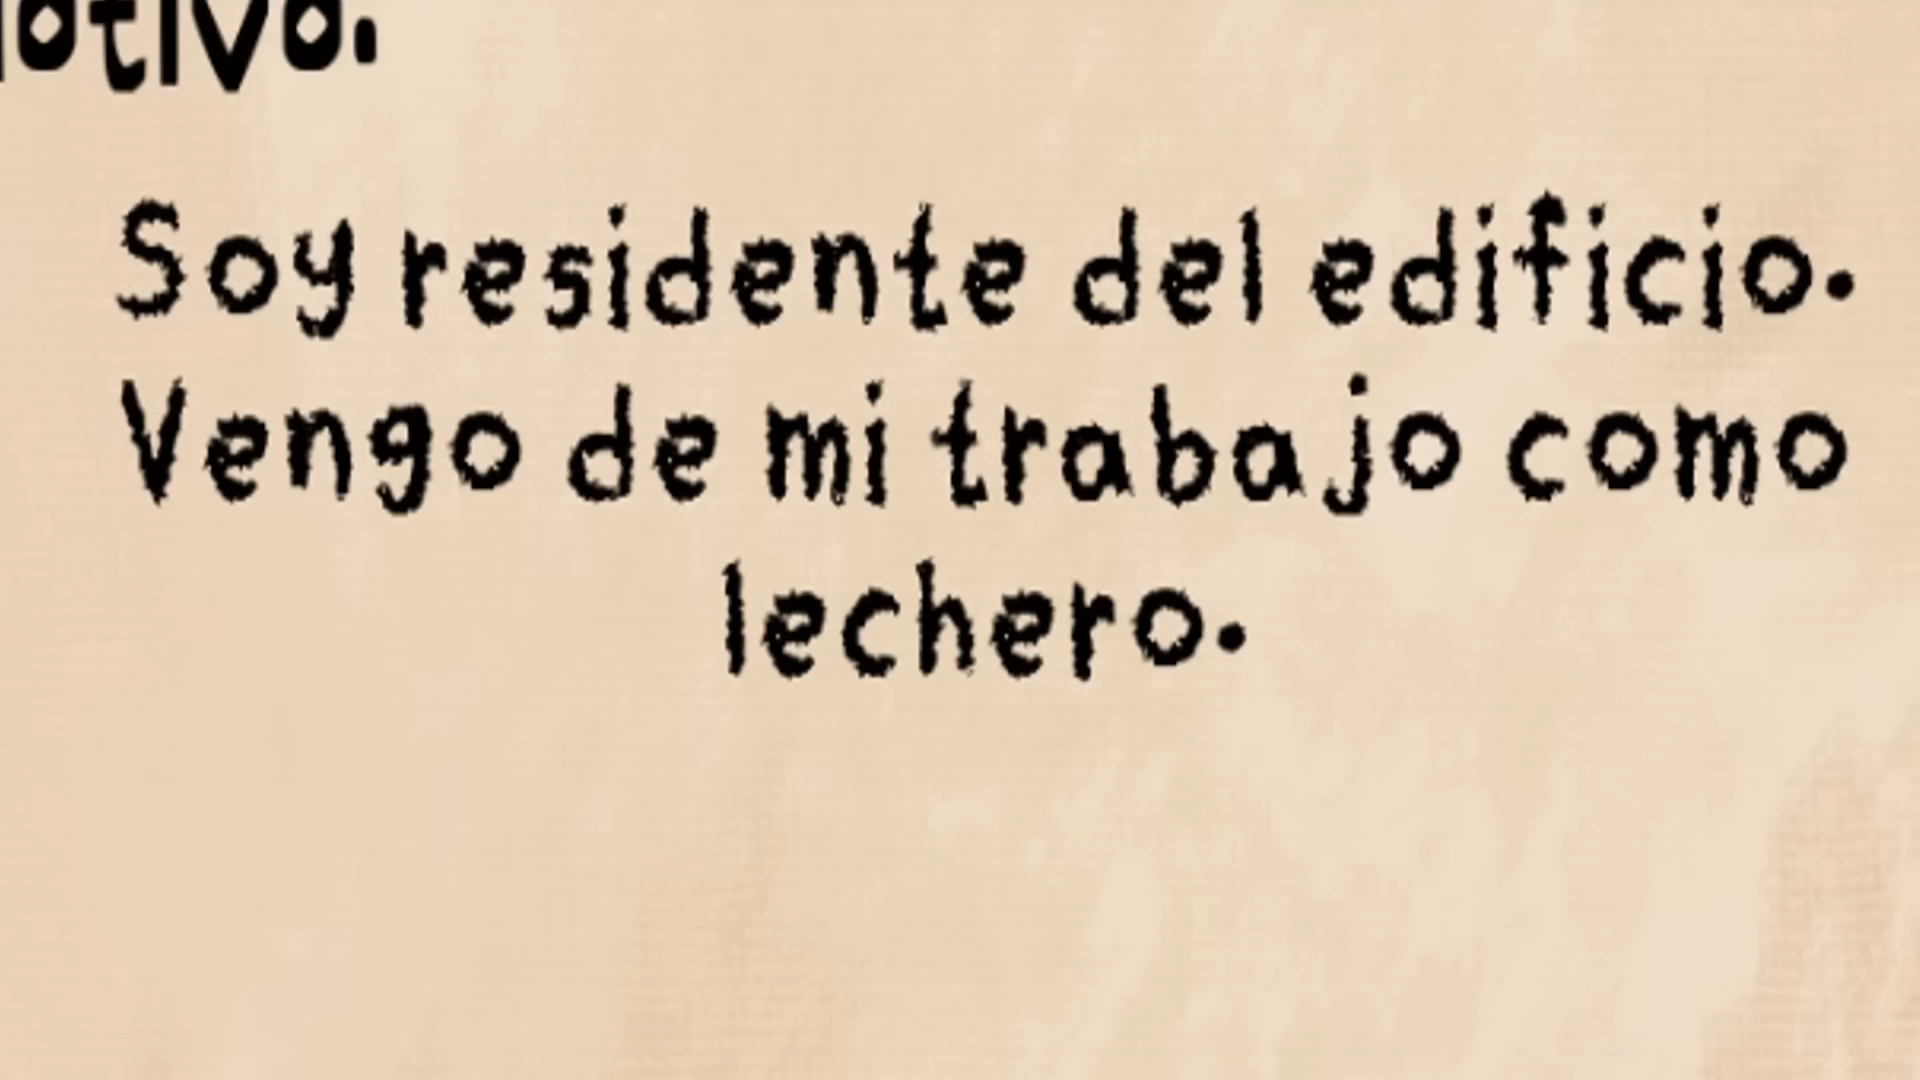 Soy residente del edificio.
Vengo de mi trabajo como
lechero.